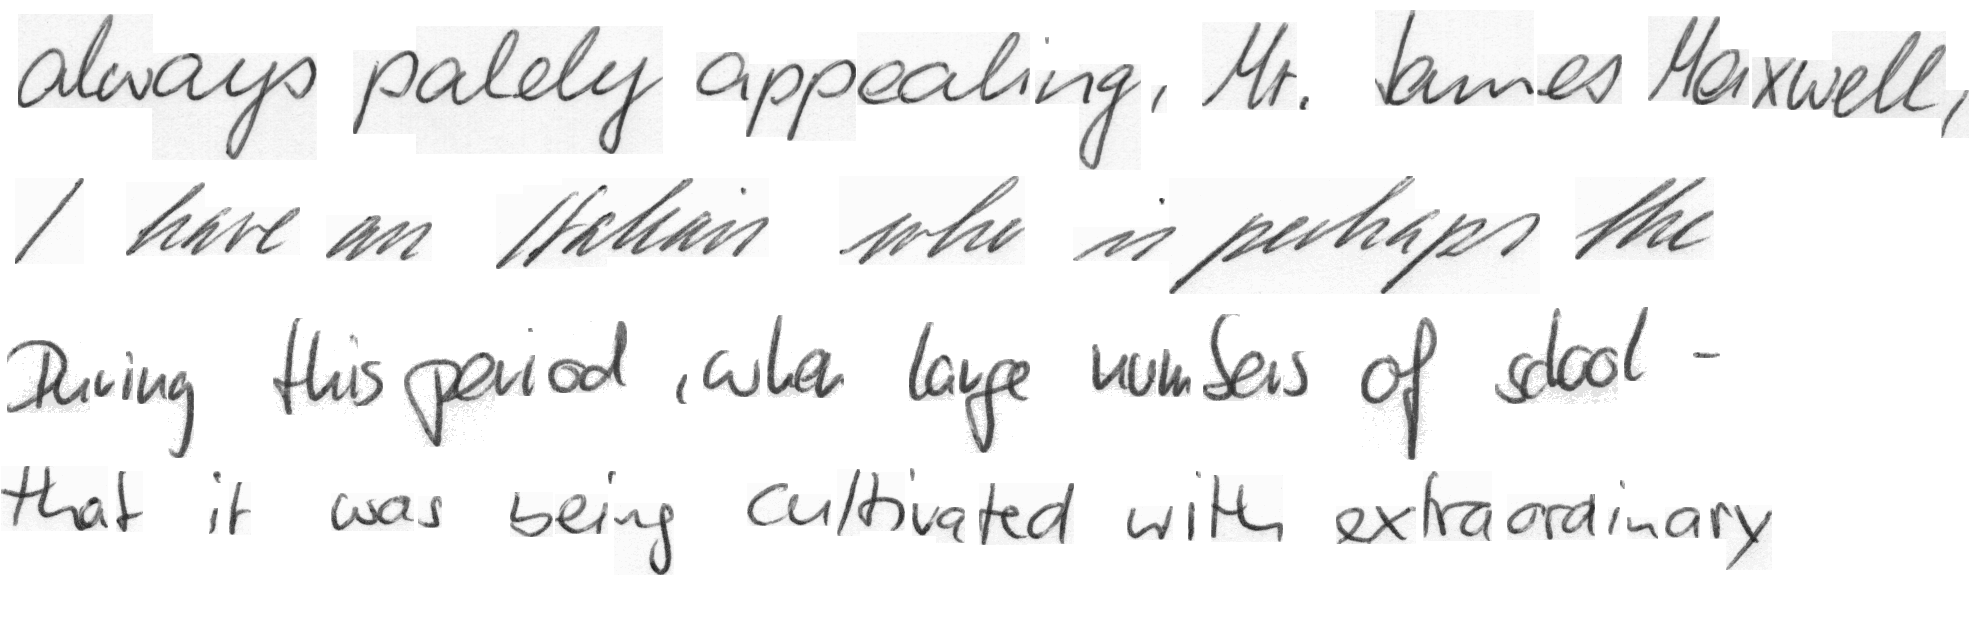 always palely appealing, Mr. James Maxwell,
I have an Italian who is perhaps the
During this period, when large numbers of school -
that it was being cultivated with extraordinary